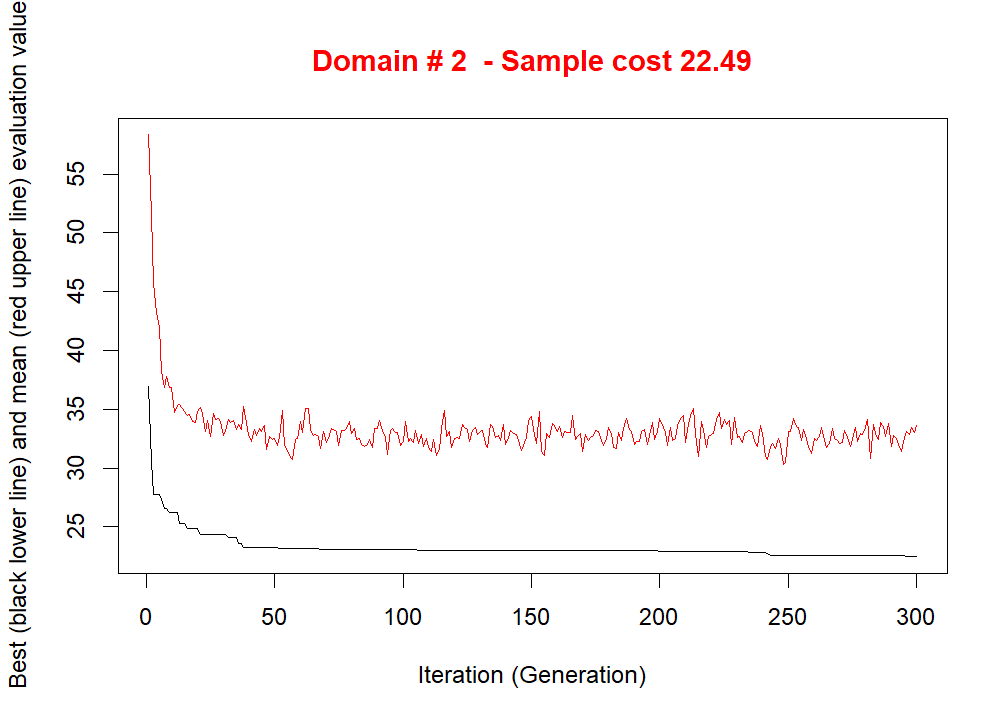 Domain # 2  - Sample cost 22.49
Best (black lower line) and mean (red upper line) evaluation value
55
50
45
40
35
30
25
0 50 100 150 200 250 300
Iteration (Generation)